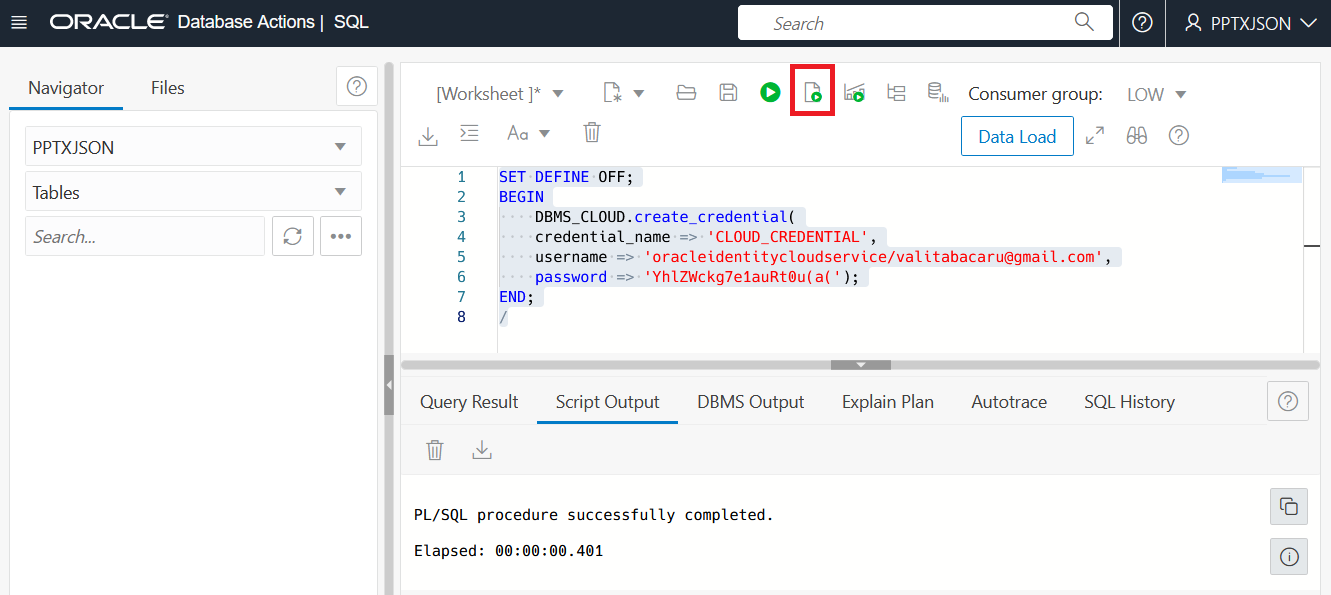 ORACLE Database Actions | SQL
Search
PPTXJSON
Navigator
Files
PPTXJSON
Tables
Search...
[Worksheet ]*
Consumer group: LOW
Aa
Data Load
1 SET DEFINE OFF;
2 BEGIN
3 DBMS_CLOUD.create_credential(
4 credential_name => 'CLOUD_CREDENTIAL',
5 username => 'oracleidentitycloudservice/valitabacaru@gmail.com',
6 password => 'YhlZWckg7e1auRt0u(a(');
7 END;
8 /
Query Result
Script Output
DBMS Output
Explain Plan
Autotrace
SQL History
PL/SQL procedure successfully completed.
Elapsed: 00:00:00.401